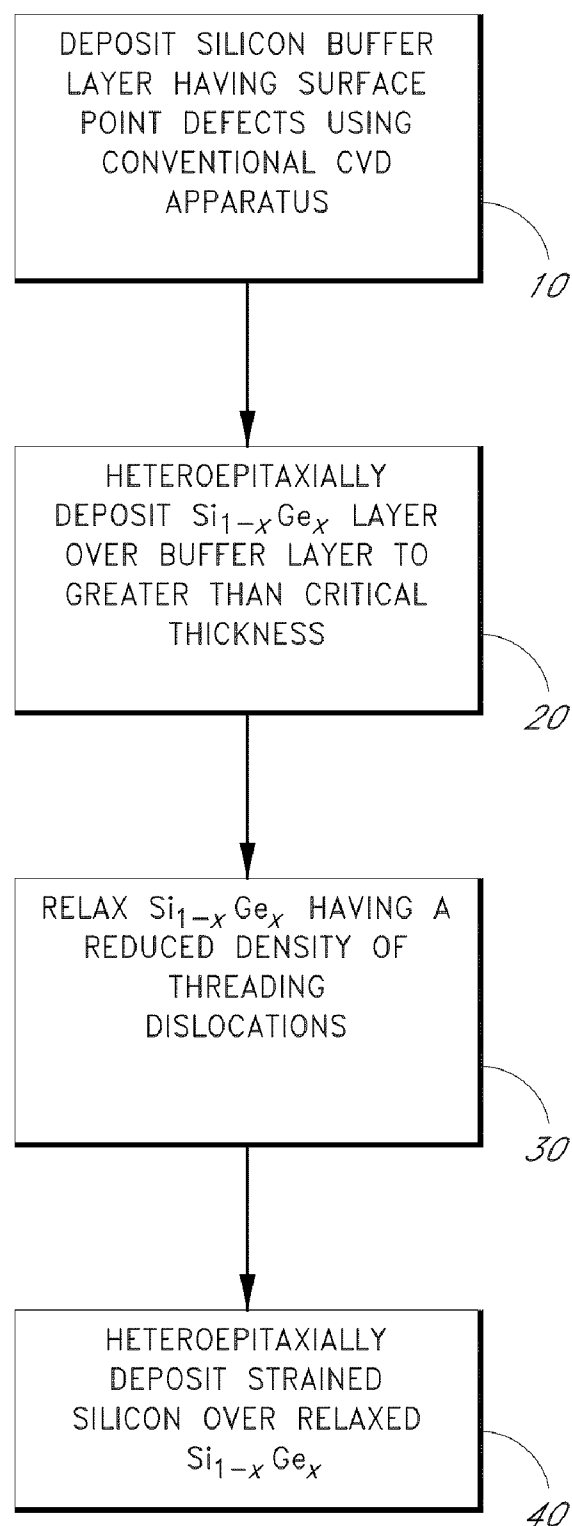 DEPOSIT SILICON BUFFER
LAYER HAVING SURFACE
POINT DEFECTS USING
CONVENTIONAL CVD
APPARATUS
10
HETEROEPITAXIALLY
DEPOSIT Si₁₋ₓGeₓ LAYER
OVER BUFFER LAYER TO
GREATER THAN CRITICAL
THICKNESS
20
RELAX Si₁₋ₓGeₓ HAVING A
REDUCED DENSITY OF
THREADING
DISLOCATIONS
30
HETEROEPITAXIALLY
DEPOSIT STRAINED
SILICON OVER RELAXED
Si₁₋ₓGeₓ
40